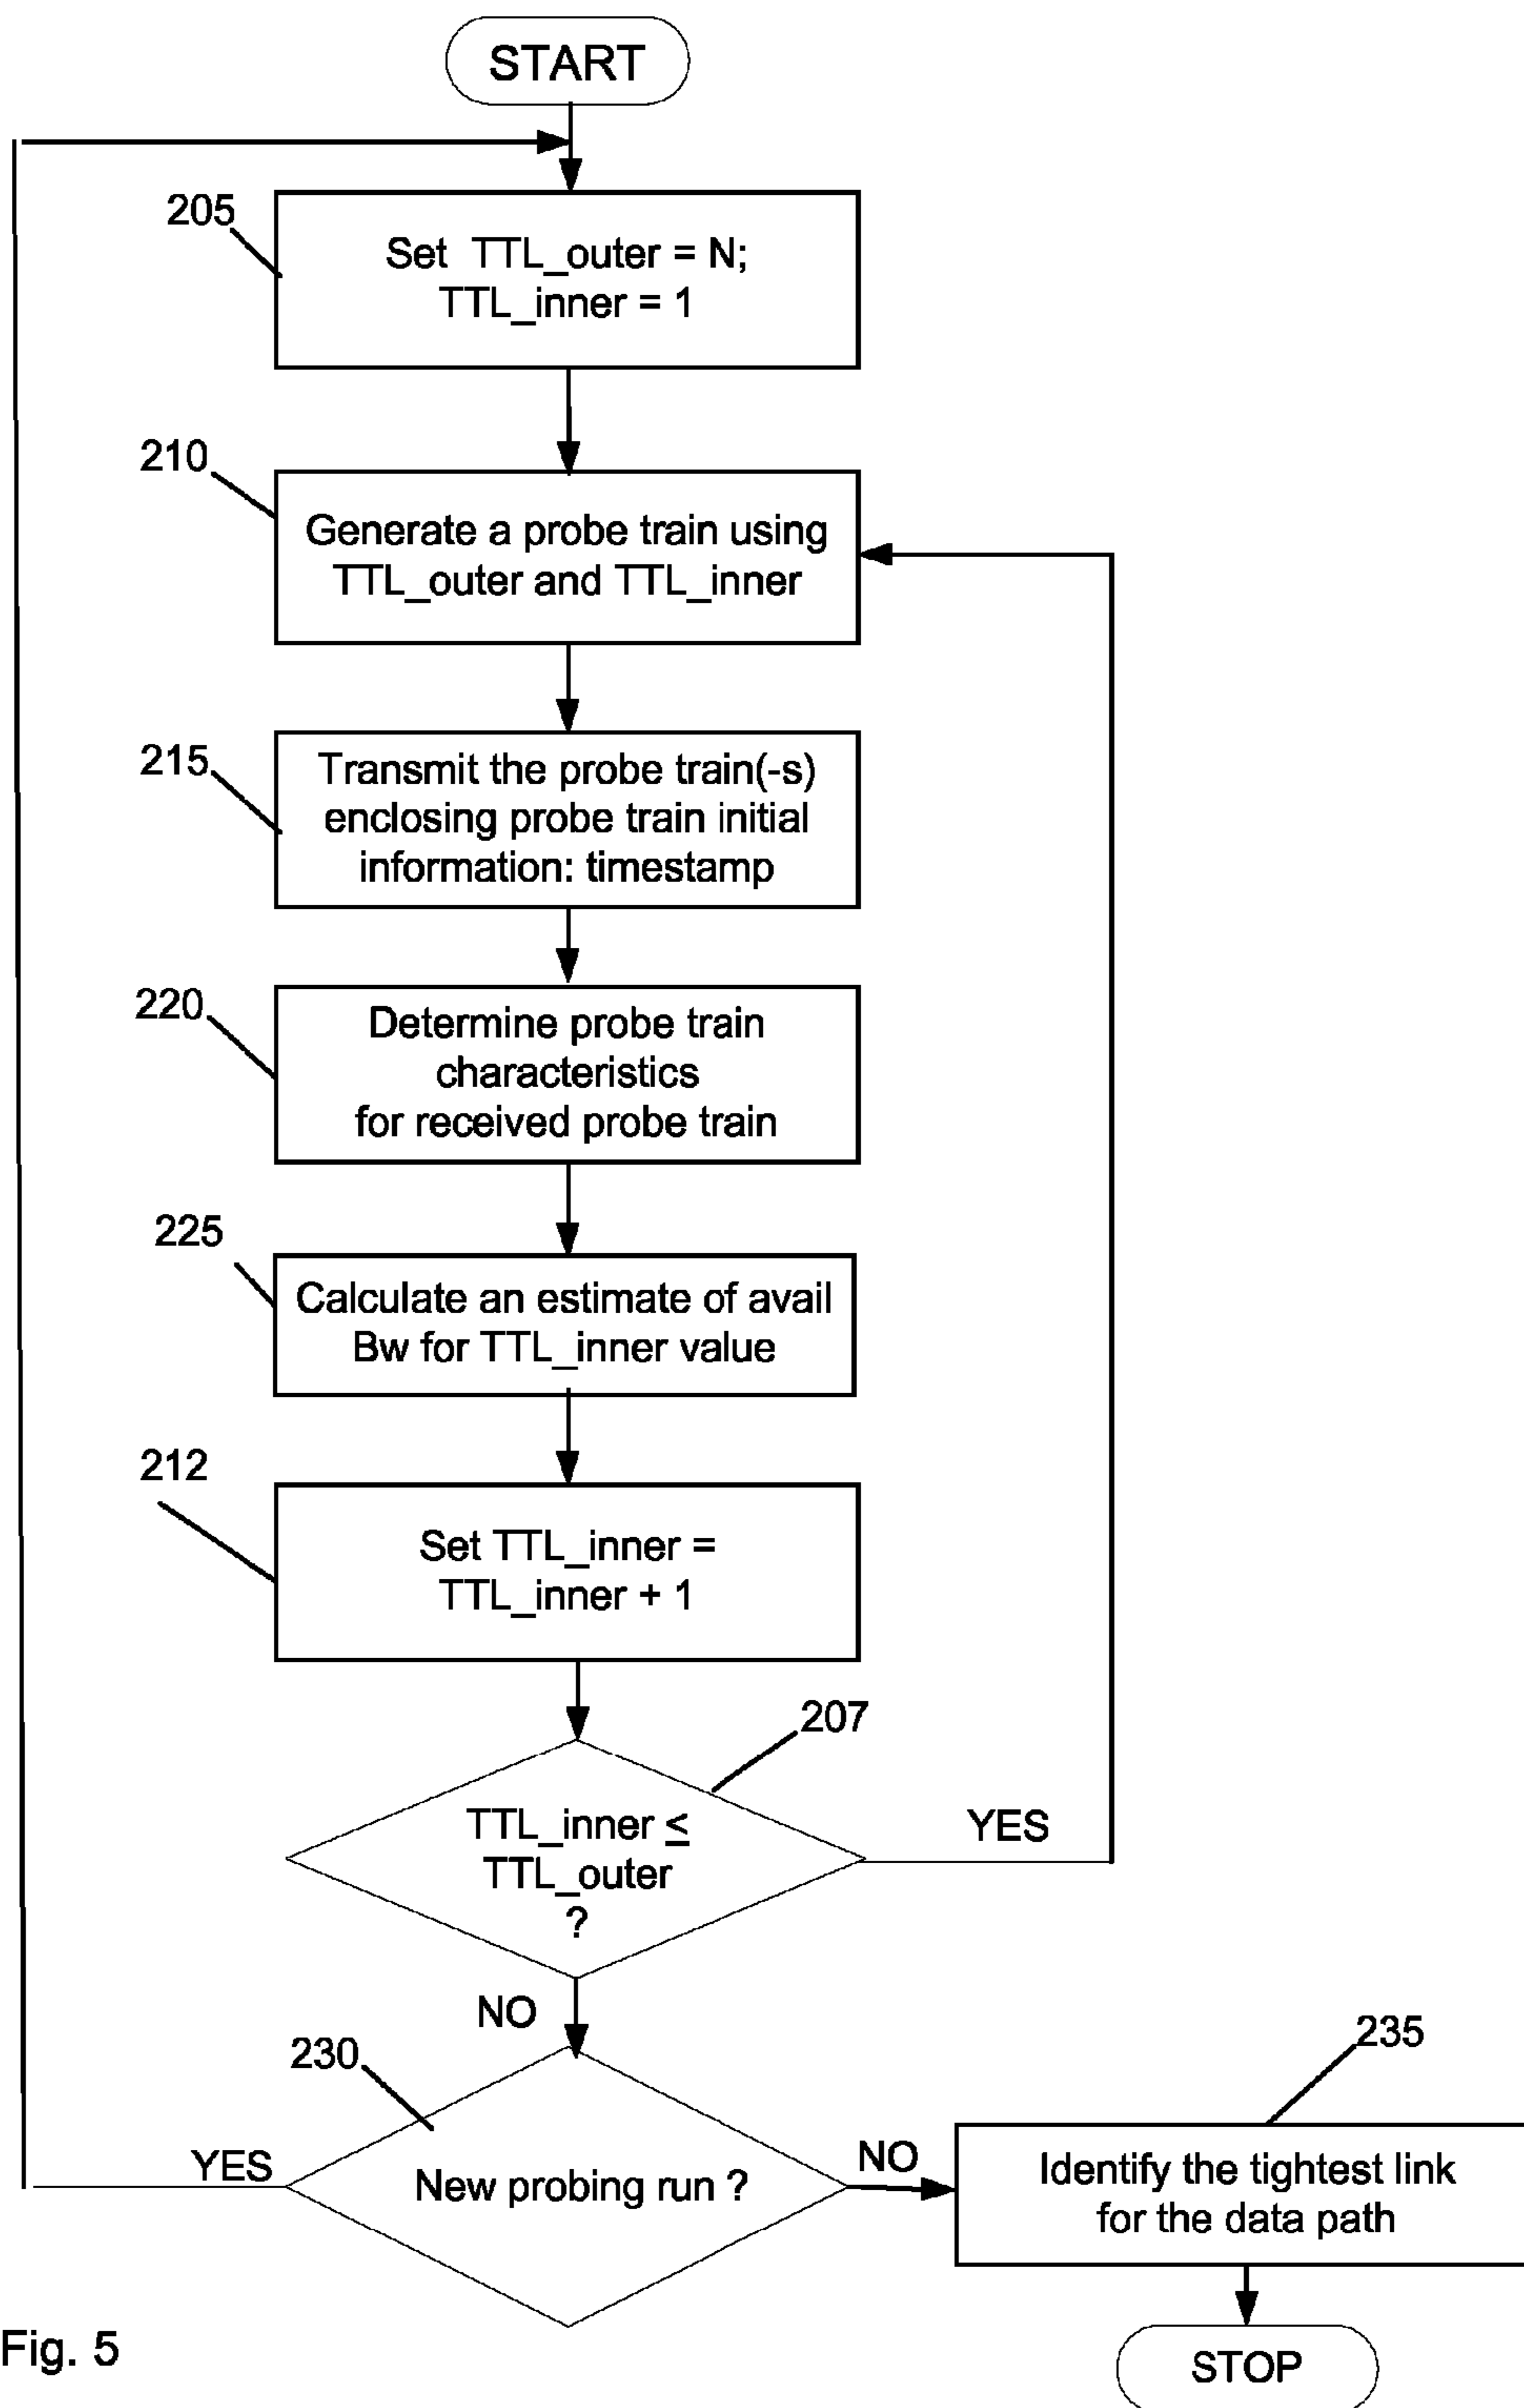 START
205
Set TTL_outer = N;
TTL_inner = 1
210
Generate a probe train using
TTL_outer and TTL_inner
215
Transmit the probe train(-s)
enclosing probe train initial
information: timestamp
220
Determine probe train
characteristics
for received probe train
225
Calculate an estimate of avail
Bw for TTL_inner value
212
Set TTL_inner =
TTL_inner + 1
207
TTL_inner ≤
TTL_outer
?
YES
NO
230
235
YES
New probing run ?
NO
Identify the tightest link
for the data path
Fig. 5
STOP